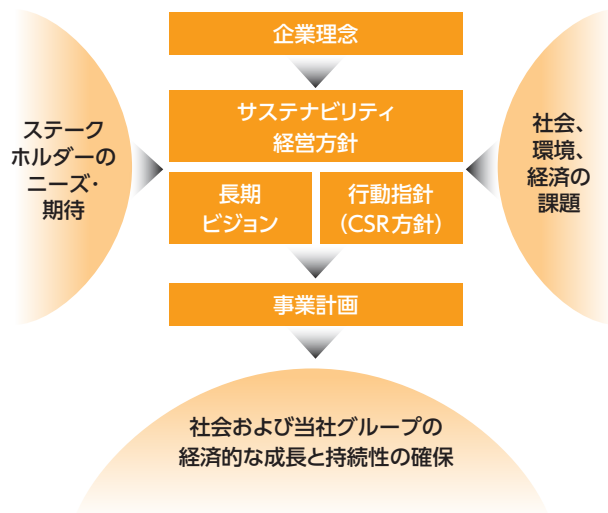 企業理念
サステナビリティ
経営方針
ステーク
ホルダーの
ニーズ・
期待
社会、
環境、
経済の
課題
長期
ビジョン
行動指針
（CSR方針）
事業計画
社会および当社グループの
経済的な成長と持続性の確保